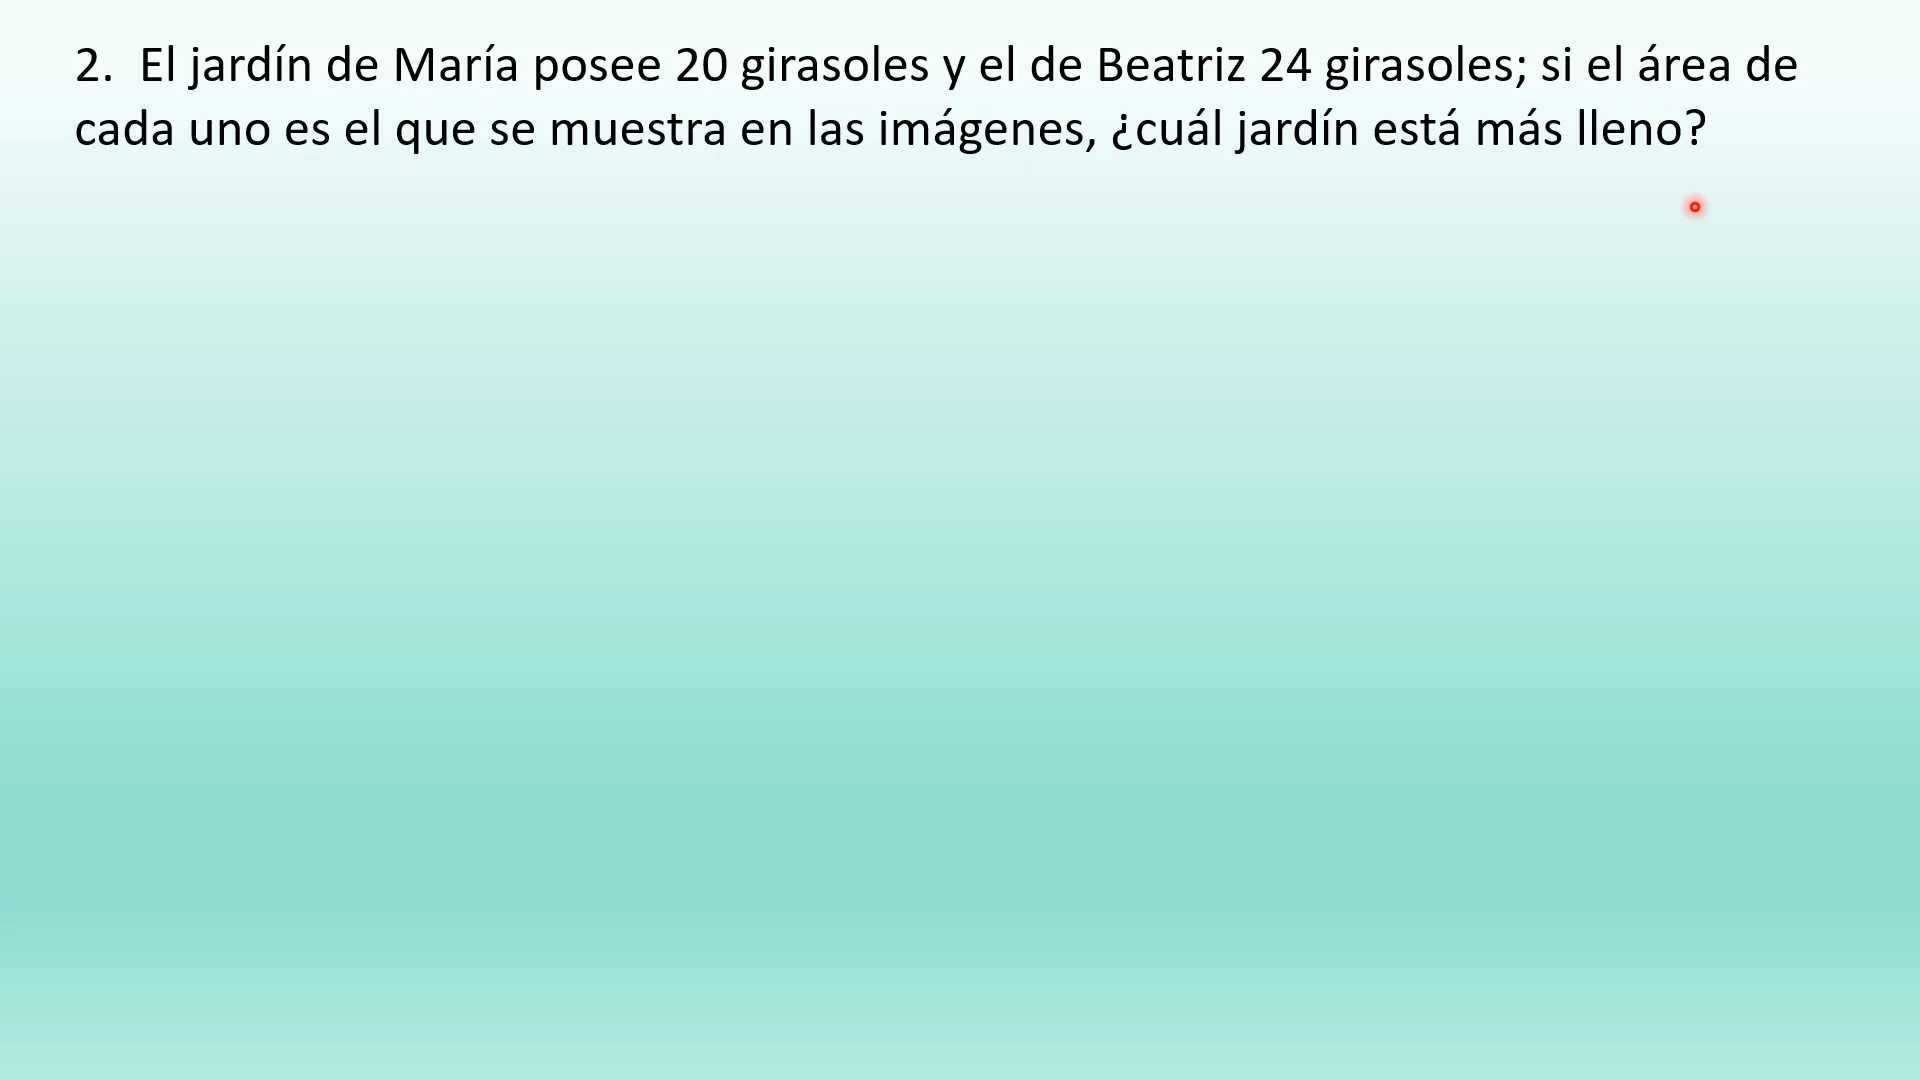 2. El jardín de María posee 20 girasoles y el de Beatriz 24 girasoles; si el área de
cada uno es el que se muestra en las imágenes, ¿cuál jardín está más lleno?